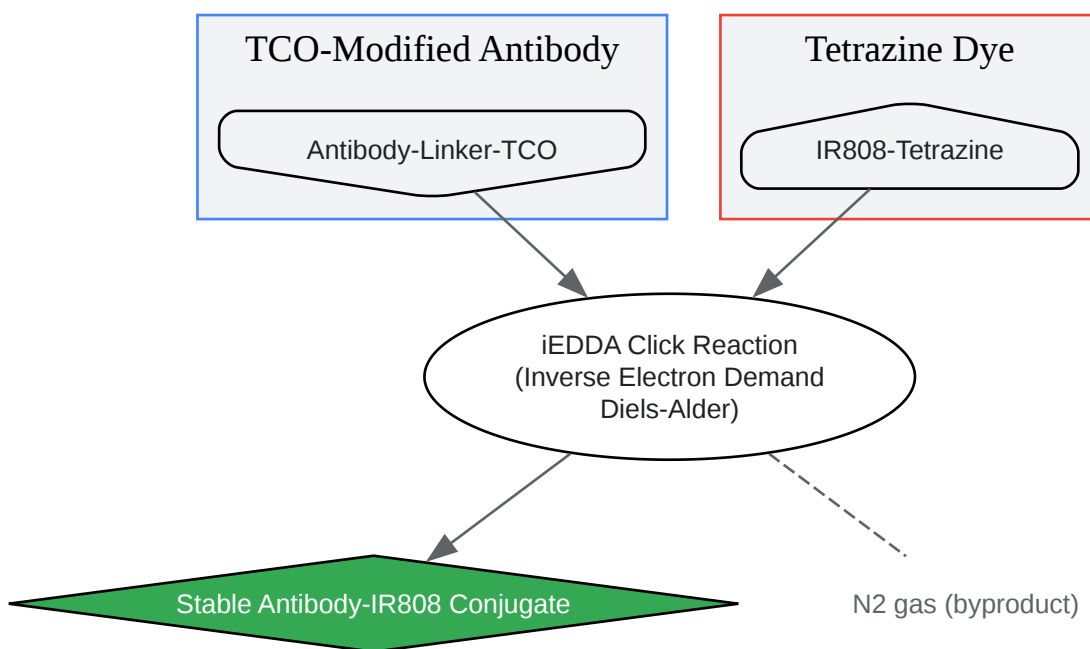 TCO-Modified Antibody
Tetrazine Dye
Antibody-Linker-TCO
IR808-Tetrazine
iEDDA Click Reaction
(Inverse Electron Demand
Diels-Alder)
Stable Antibody-IR808 Conjugate
N2 gas (byproduct)